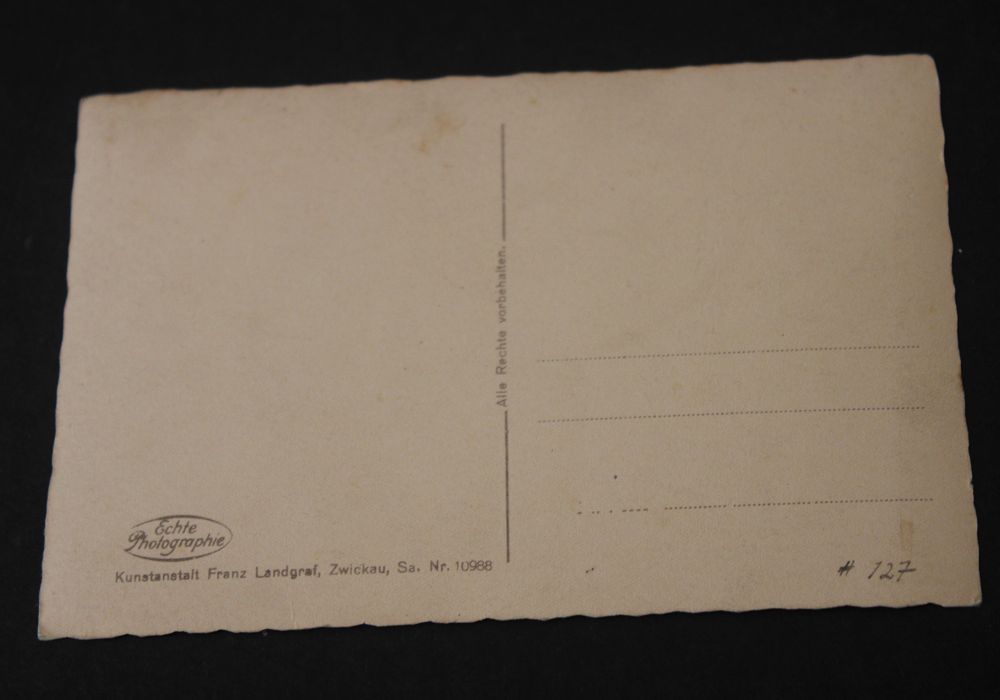 Echte
Photographie
Kunstanstalt Franz Landgraf, Zwickau, Sa. Nr. 10988
Alle Rechte vorbehalten.
# 127